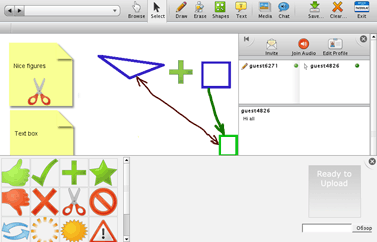 Browse Select Draw Erase Shapes Text Media Chat Save... Clear... Exit
Invite Join Audio Edit Profile
guest6271 guest4826
Nice figures
guest4826
Hi all
Text box
Ready to
Upload
Обзор